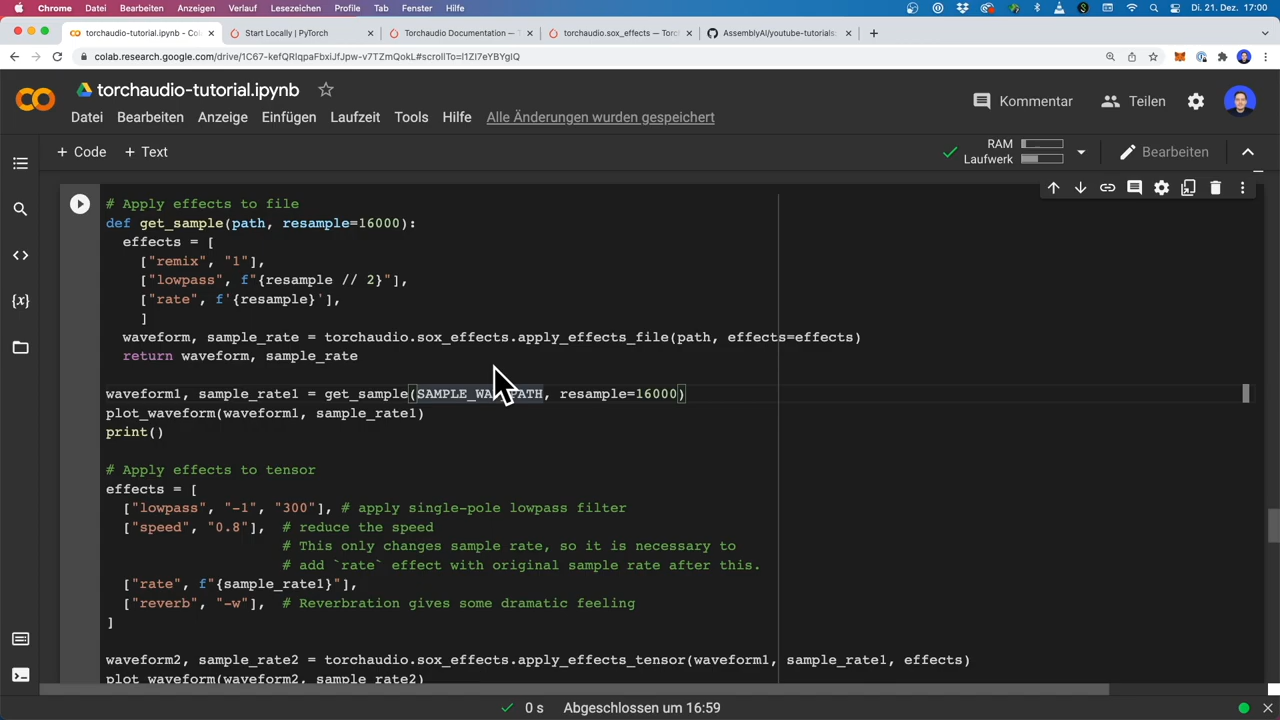 Chrome Datei Bearbeiten Anzeigen Verlauf Lesezeichen Profile Tab Fenster Hilfe Di. 21. Dez. 17:00
torchaudio-tutorial.ipynb - Col Start Locally | PyTorch Torchaudio Documentation — T torchaudio.sox_effects — Torc AssemblyAI/youtube-tutorials:
colab.research.google.com/drive/1C67-kefQRlqpaFbxiJfJpw-v7TZmQokL#scrollTo=I1ZI7eYBYgIQ
torchaudio-tutorial.ipynb
Kommentar Teilen
Datei Bearbeiten Anzeige Einfügen Laufzeit Tools Hilfe Alle Änderungen wurden gespeichert
+ Code + Text RAM Laufwerk Bearbeiten
# Apply effects to file
def get_sample(path, resample=16000):
effects = [
["remix", "1"],
["lowpass", f"{resample // 2}"],
["rate", f'{resample}'],
]
waveform, sample_rate = torchaudio.sox_effects.apply_effects_file(path, effects=effects)
return waveform, sample_rate
waveform1, sample_rate1 = get_sample(SAMPLE_WAV_PATH, resample=16000)
plot_waveform(waveform1, sample_rate1)
print()
# Apply effects to tensor
effects = [
["lowpass", "-1", "300"], # apply single-pole lowpass filter
["speed", "0.8"], # reduce the speed
# This only changes sample rate, so it is necessary to
# add `rate` effect with original sample rate after this.
["rate", f"{sample_rate1}"],
["reverb", "-w"], # Reverbration gives some dramatic feeling
]
waveform2, sample_rate2 = torchaudio.sox_effects.apply_effects_tensor(waveform1, sample_rate1, effects)
plot_waveform(waveform2, sample_rate2)
0 s Abgeschlossen um 16:59